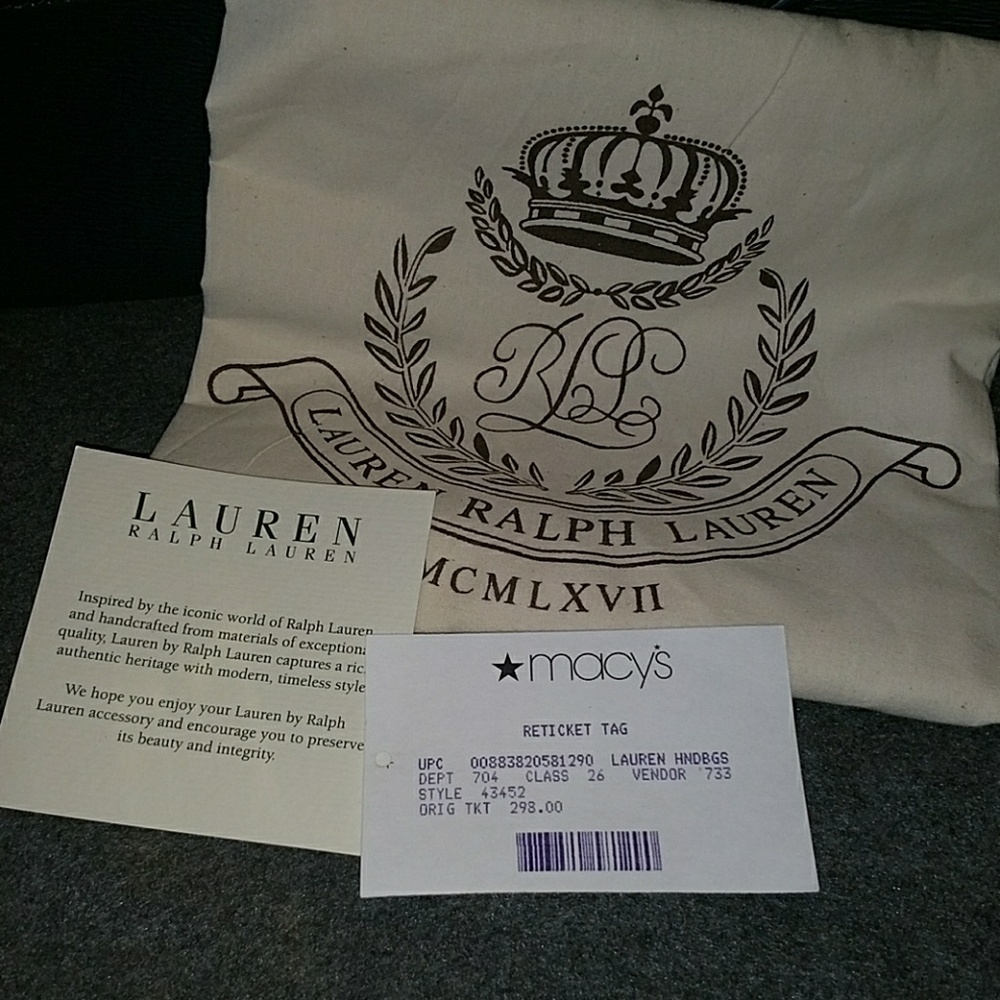 RLL
LAUREN RALPH LAUREN
MCMLXVII
LAUREN
RALPH LAUREN
Inspired by the iconic world of Ralph Lauren
and handcrafted from materials of exceptiona
quality, Lauren by Ralph Lauren captures a ric
authentic heritage with modern, timeless style
We hope you enjoy your Lauren by Ralph
Lauren accessory and encourage you to preserve
its beauty and integrity.
★macy's
RETICKET TAG
UPC 00883820581290 LAUREN HNDBGS
DEPT 704 CLASS 26 VENDOR 733
STYLE 43452
ORIG TKT 298.00